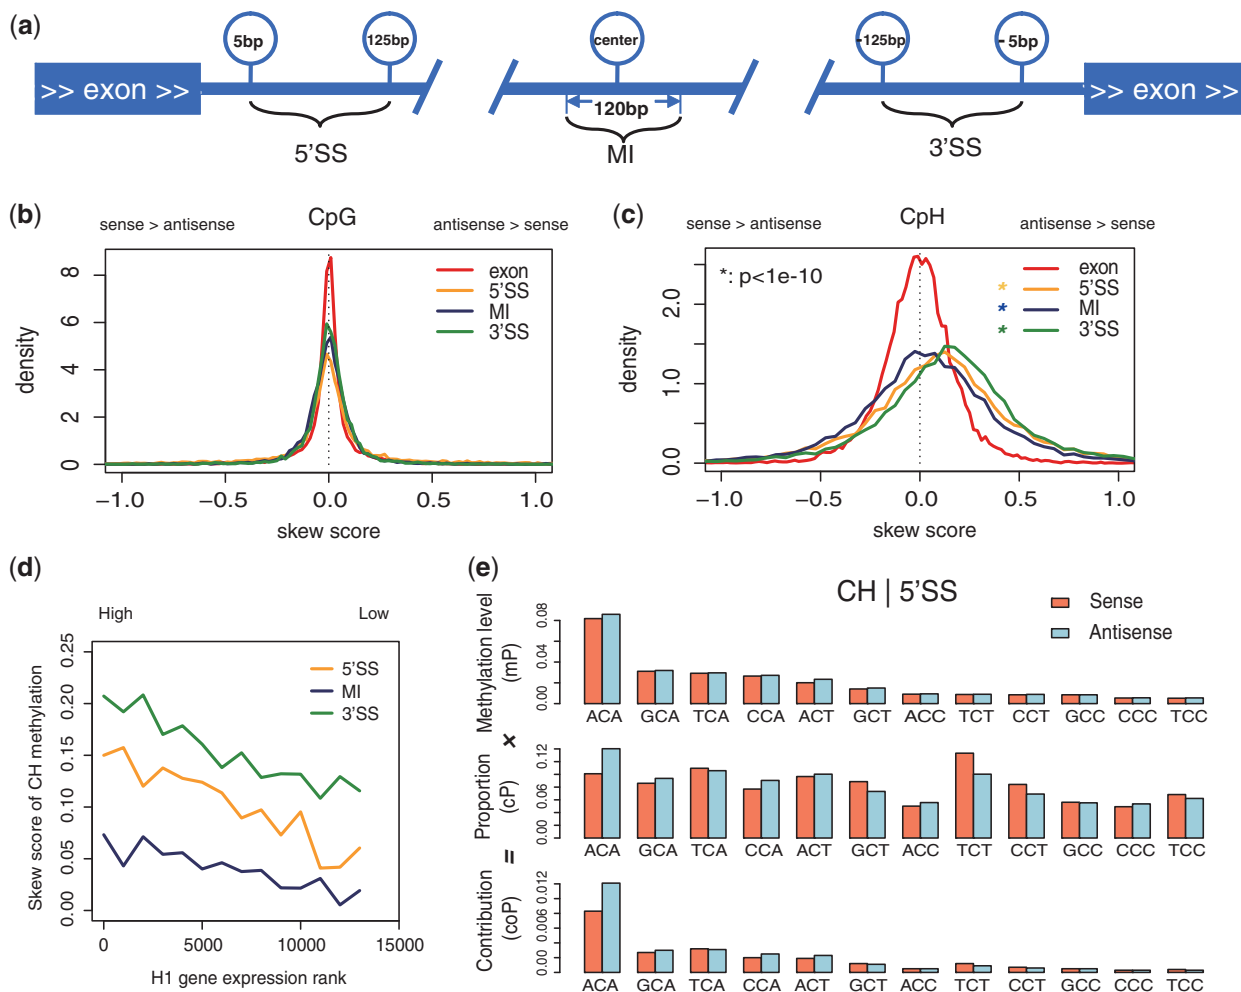 (a)
5bp 125bp center -125bp - 5bp
>> exon >> 120bp >> exon >>
5'SS MI 3'SS
(b)
sense > antisense CpG antisense > sense
exon
5'SS
MI
3'SS
density
0 2 4 6 8
−1.0 −0.5 0.0 0.5 1.0
skew score
(c)
sense > antisense CpH antisense > sense
*: p<1e-10
exon
* 5'SS
* MI
* 3'SS
density
0.0 1.0 2.0
−1.0 −0.5 0.0 0.5 1.0
skew score
(d)
High Low
5'SS
MI
3'SS
Skew score of CH methylation
0.00 0.05 0.10 0.15 0.20 0.25
0 5000 10000 15000
H1 gene expression rank
(e)
CH | 5'SS
Sense
Antisense
Methylation level
(mP)
0.00 0.04 0.08
ACA GCA TCA CCA ACT GCT ACC TCT CCT GCC CCC TCC
×
Proportion
(cP)
0.00 0.06 0.12
ACA GCA TCA CCA ACT GCT ACC TCT CCT GCC CCC TCC
=
Contribution
(coP)
0.000 0.006 0.012
ACA GCA TCA CCA ACT GCT ACC TCT CCT GCC CCC TCC